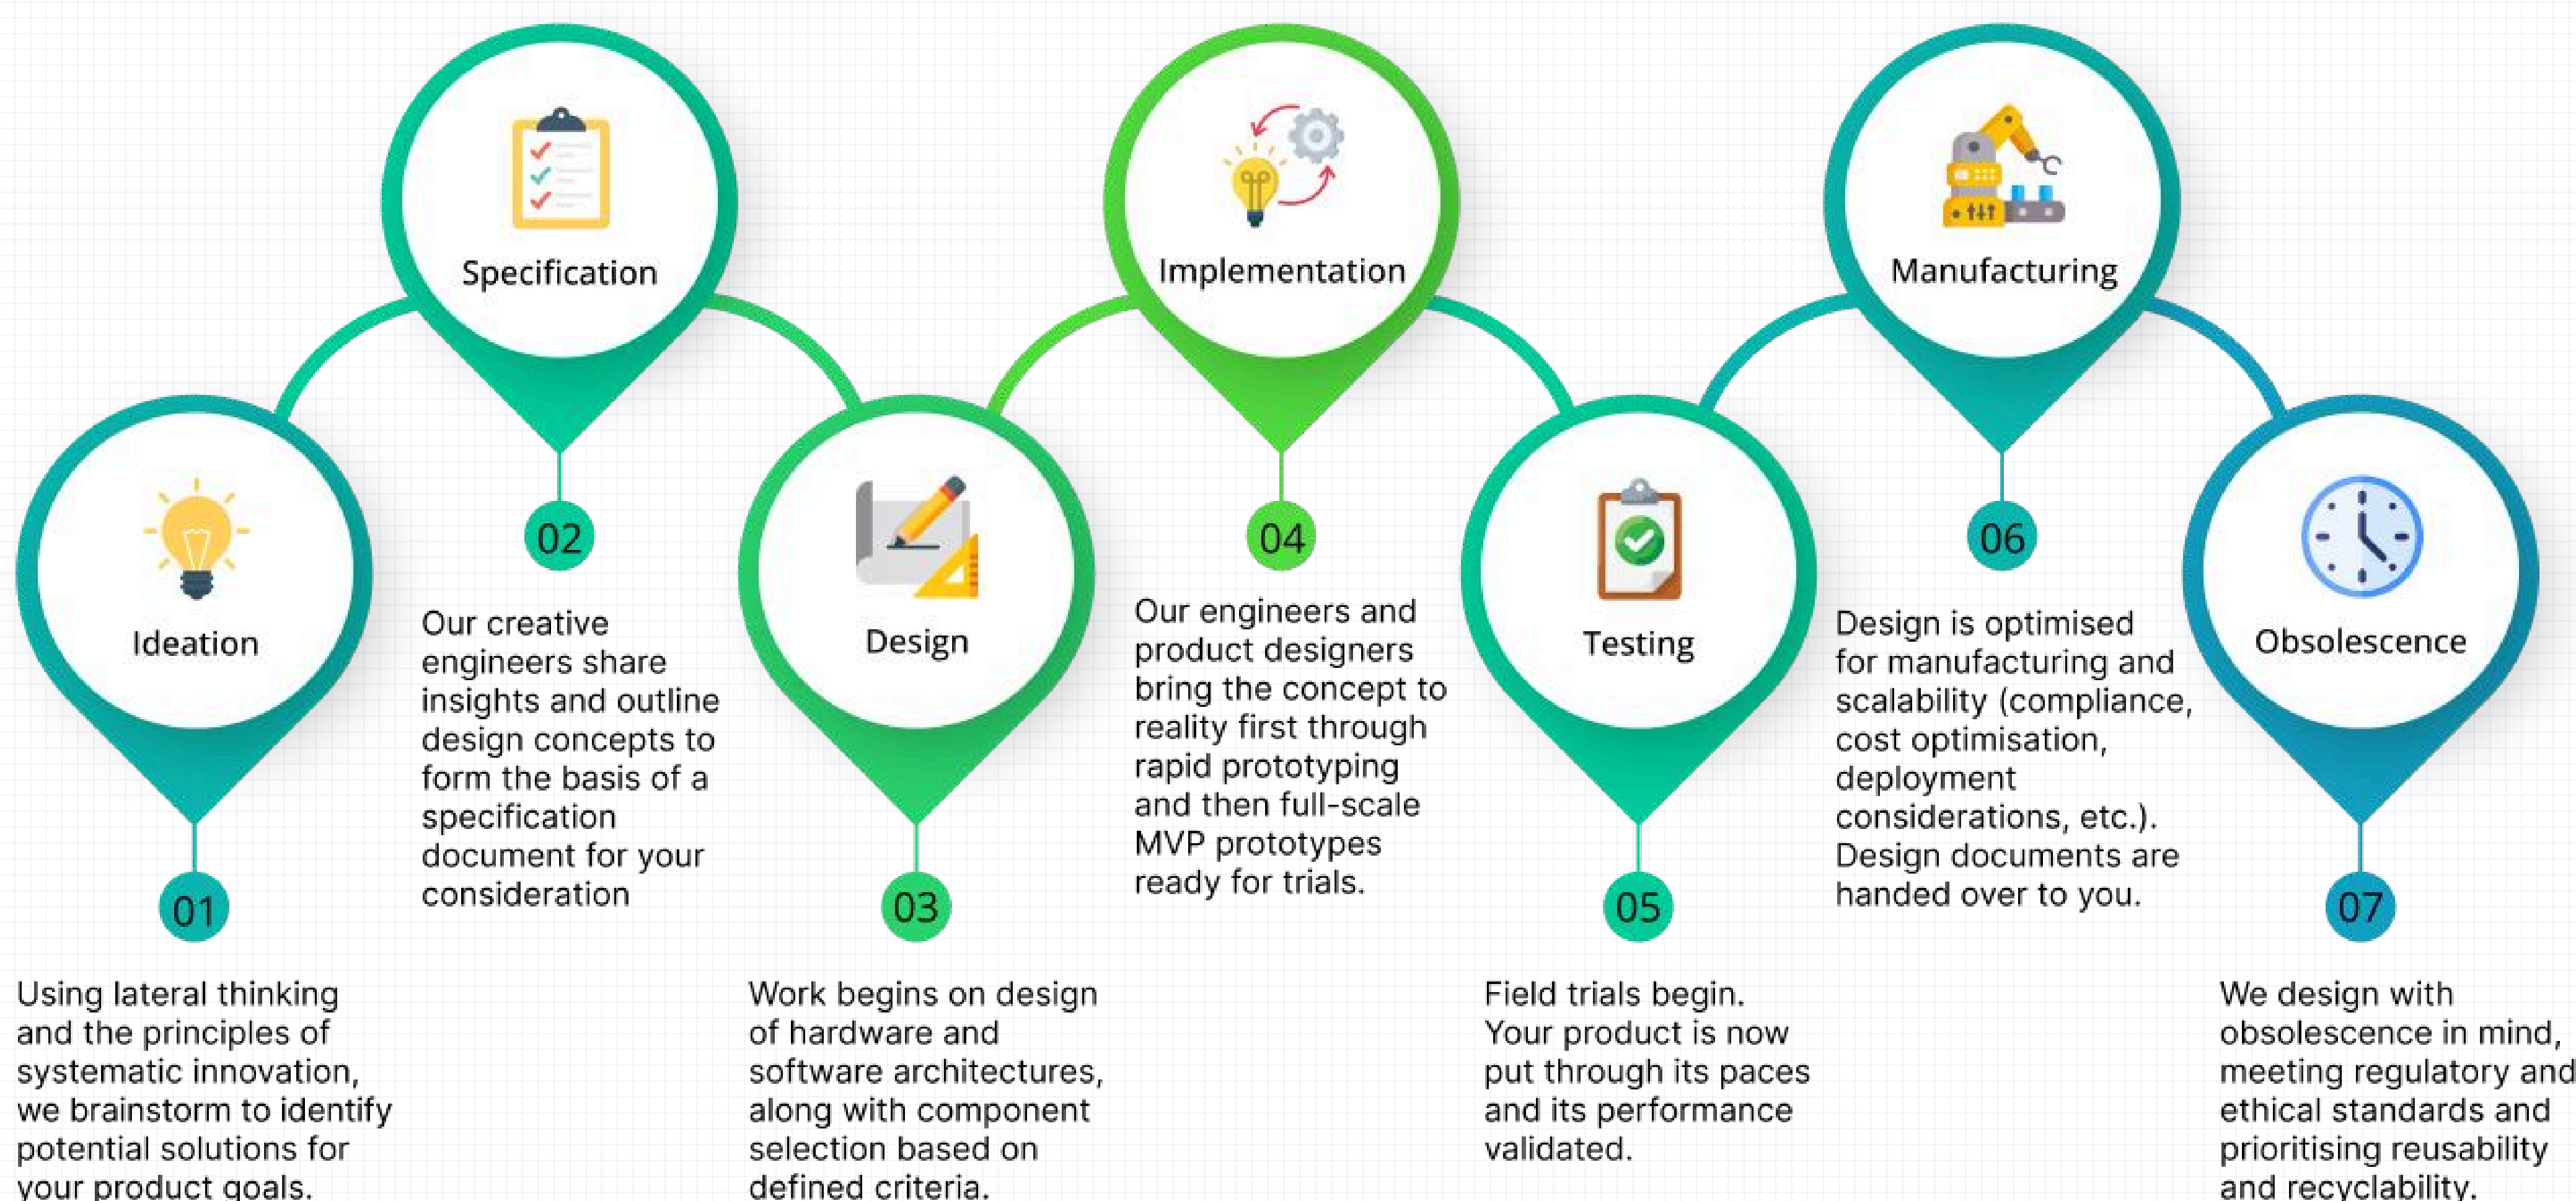 Ideation
01
Using lateral thinking
and the principles of
systematic innovation,
we brainstorm to identify
potential solutions for
your product goals.
Specification
02
Our creative
engineers share
insights and outline
design concepts to
form the basis of a
specification
document for your
consideration
Design
03
Work begins on design
of hardware and
software architectures,
along with component
selection based on
defined criteria.
Implementation
04
Our engineers and
product designers
bring the concept to
reality first through
rapid prototyping
and then full-scale
MVP prototypes
ready for trials.
Testing
05
Field trials begin.
Your product is now
put through its paces
and its performance
validated.
Manufacturing
06
Design is optimised
for manufacturing and
scalability (compliance,
cost optimisation,
deployment
considerations, etc.).
Design documents are
handed over to you.
Obsolescence
07
We design with
obsolescence in mind,
meeting regulatory and
ethical standards and
prioritising reusability
and recyclability.